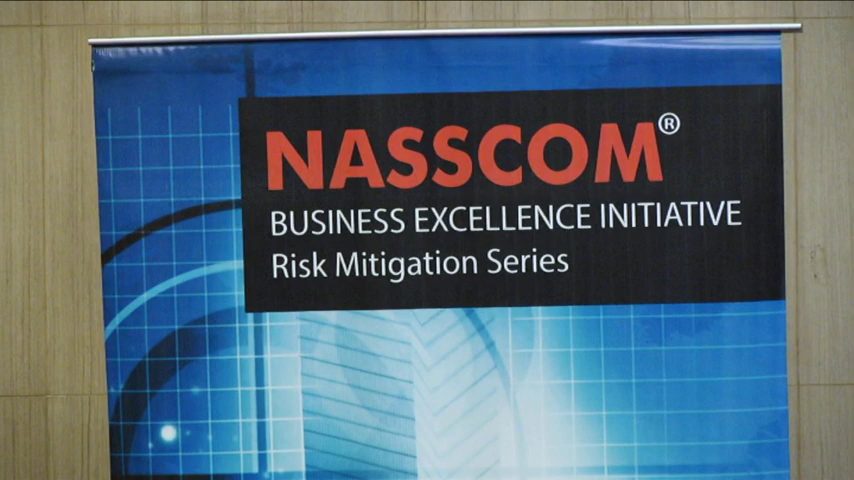 NASSCOM®
BUSINESS EXCELLENCE INITIATIVE
Risk Mitigation Series